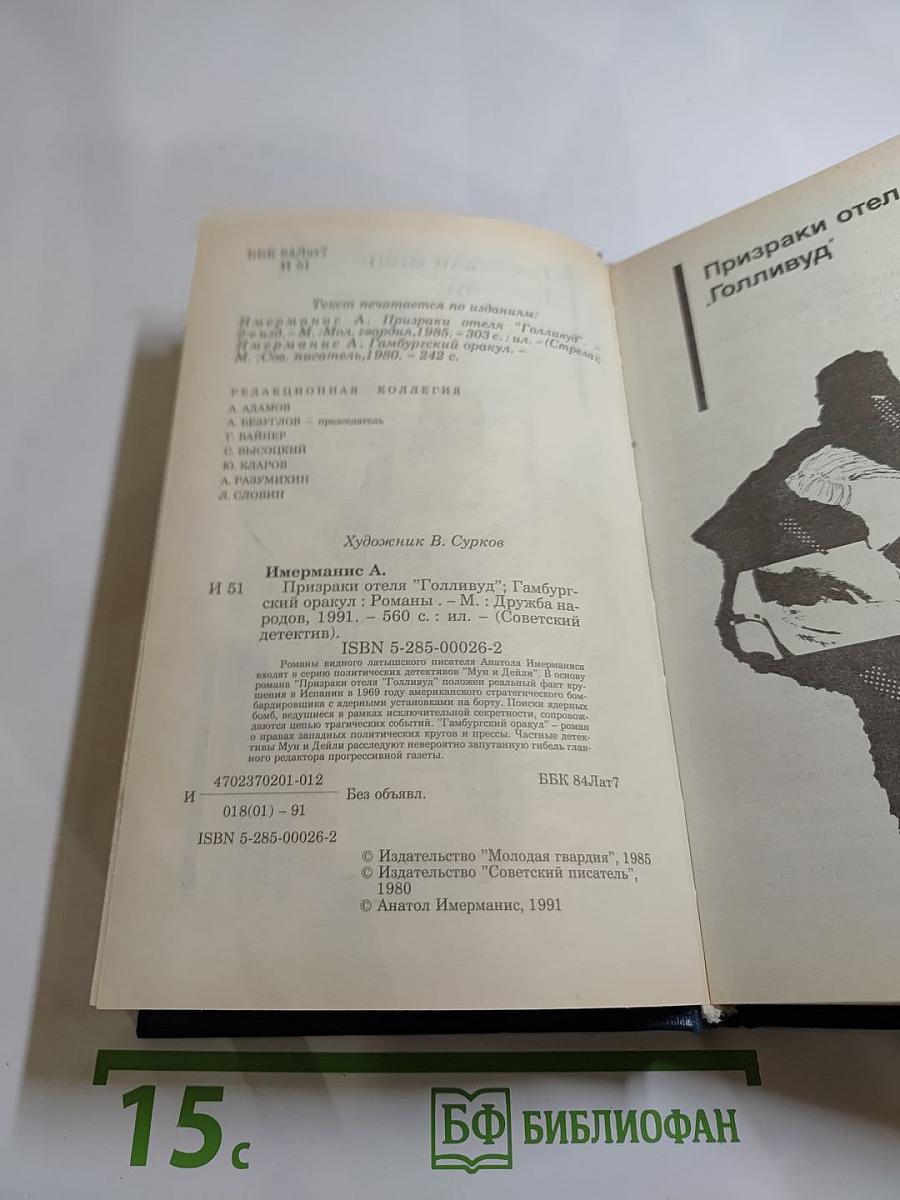 ББК 84Лат7
И 51
Текст печатается по изданиям:
Имерманис А. Призраки отеля "Голливуд". -
М. :Мол. гвардия,1985. – 303 с. : ил. – (Стрела);
Имерманис А. Гамбургский оракул. –
М. :Сов. писатель,1980. – 242 с.
РЕДАКЦИОННАЯ КОЛЛЕГИЯ
А. АДАМОВ
А. БЕЗУГЛОВ – председатель
Г. ВАЙНЕР
С. ВЫСОЦКИЙ
Ю. КЛАРОВ
А. РАЗУМИХИН
Л. СЛОВИН
Художник В. Сурков
Имерманис А.
И 51 Призраки отеля "Голливуд"; Гамбург-
ский оракул : Романы . – М. : Дружба на-
родов, 1991. – 560 с. : ил. – (Советский
детектив).
ISBN 5-285-00026-2
Романы видного латышского писателя Анатола Имерманиса
входят в серию политических детективов "Мун и Дейли". В основу
романа "Призраки отеля "Голливуд" положен реальный факт кру-
шения в Испании в 1969 году американского стратегического бом-
бардировщика с ядерными установками на борту. Поиски ядерных
бомб, ведущиеся в рамках исключительной секретности, сопровож-
даются цепью трагических событий. "Гамбургский оракул" – роман
о нравах западных политических кругов и прессы. Частные детек-
тивы Мун и Дейли расследуют невероятно запутанную гибель глав-
ного редактора прогрессивной газеты.
И 4702370201-012 Без объявл. ББК 84Лат7
018(01) – 91
ISBN 5-285-00026-2
© Издательство "Молодая гвардия", 1985
© Издательство "Советский писатель",
1980
© Анатол Имерманис, 1991
Призраки отел
„Голливуд"
15 с
БФ БИБЛИОФАН